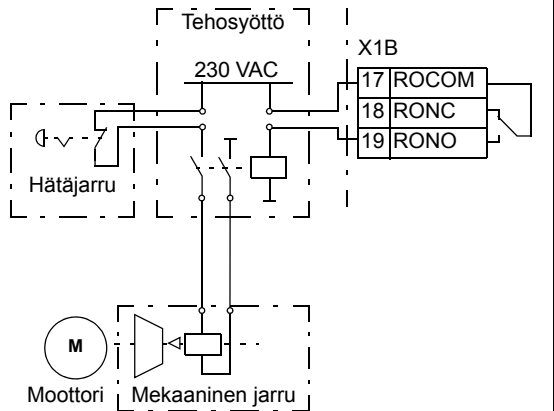 Tehosyöttö
230 VAC
X1B
17 ROCOM
18 RONC
19 RONO
Hätäjarru
M
Moottori
Mekaaninen jarru